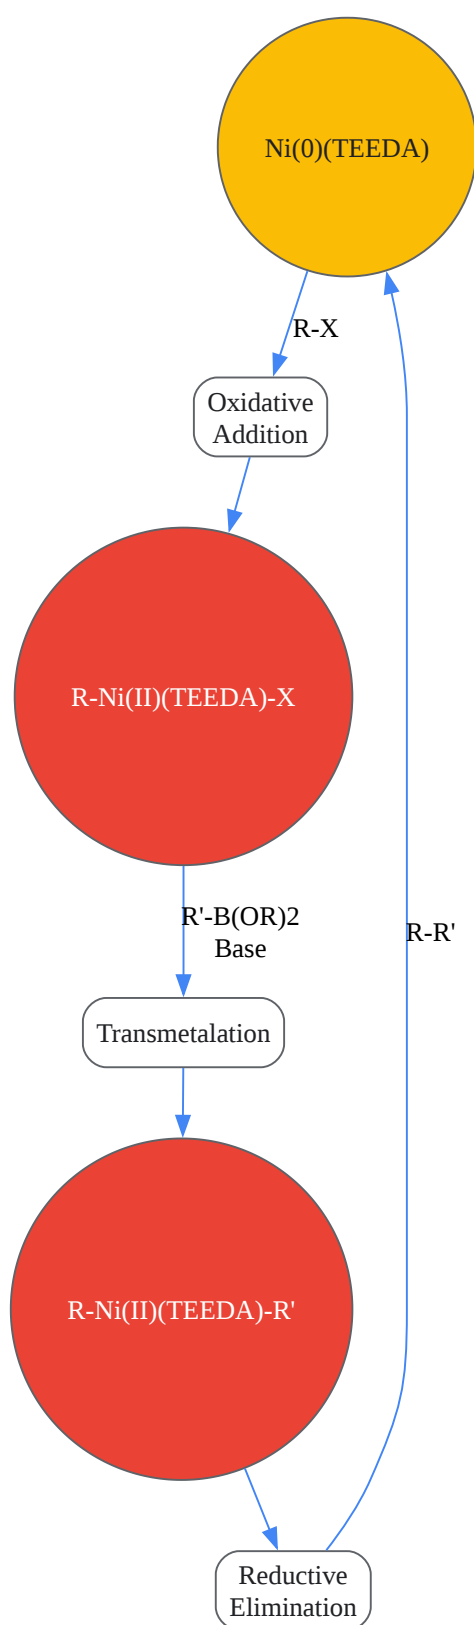 Ni(0)(TEEDA)
R-X
Oxidative
Addition
R-Ni(II)(TEEDA)-X
R'-B(OR)2
Base
R-R'
Transmetalation
R-Ni(II)(TEEDA)-R'
Reductive
Elimination